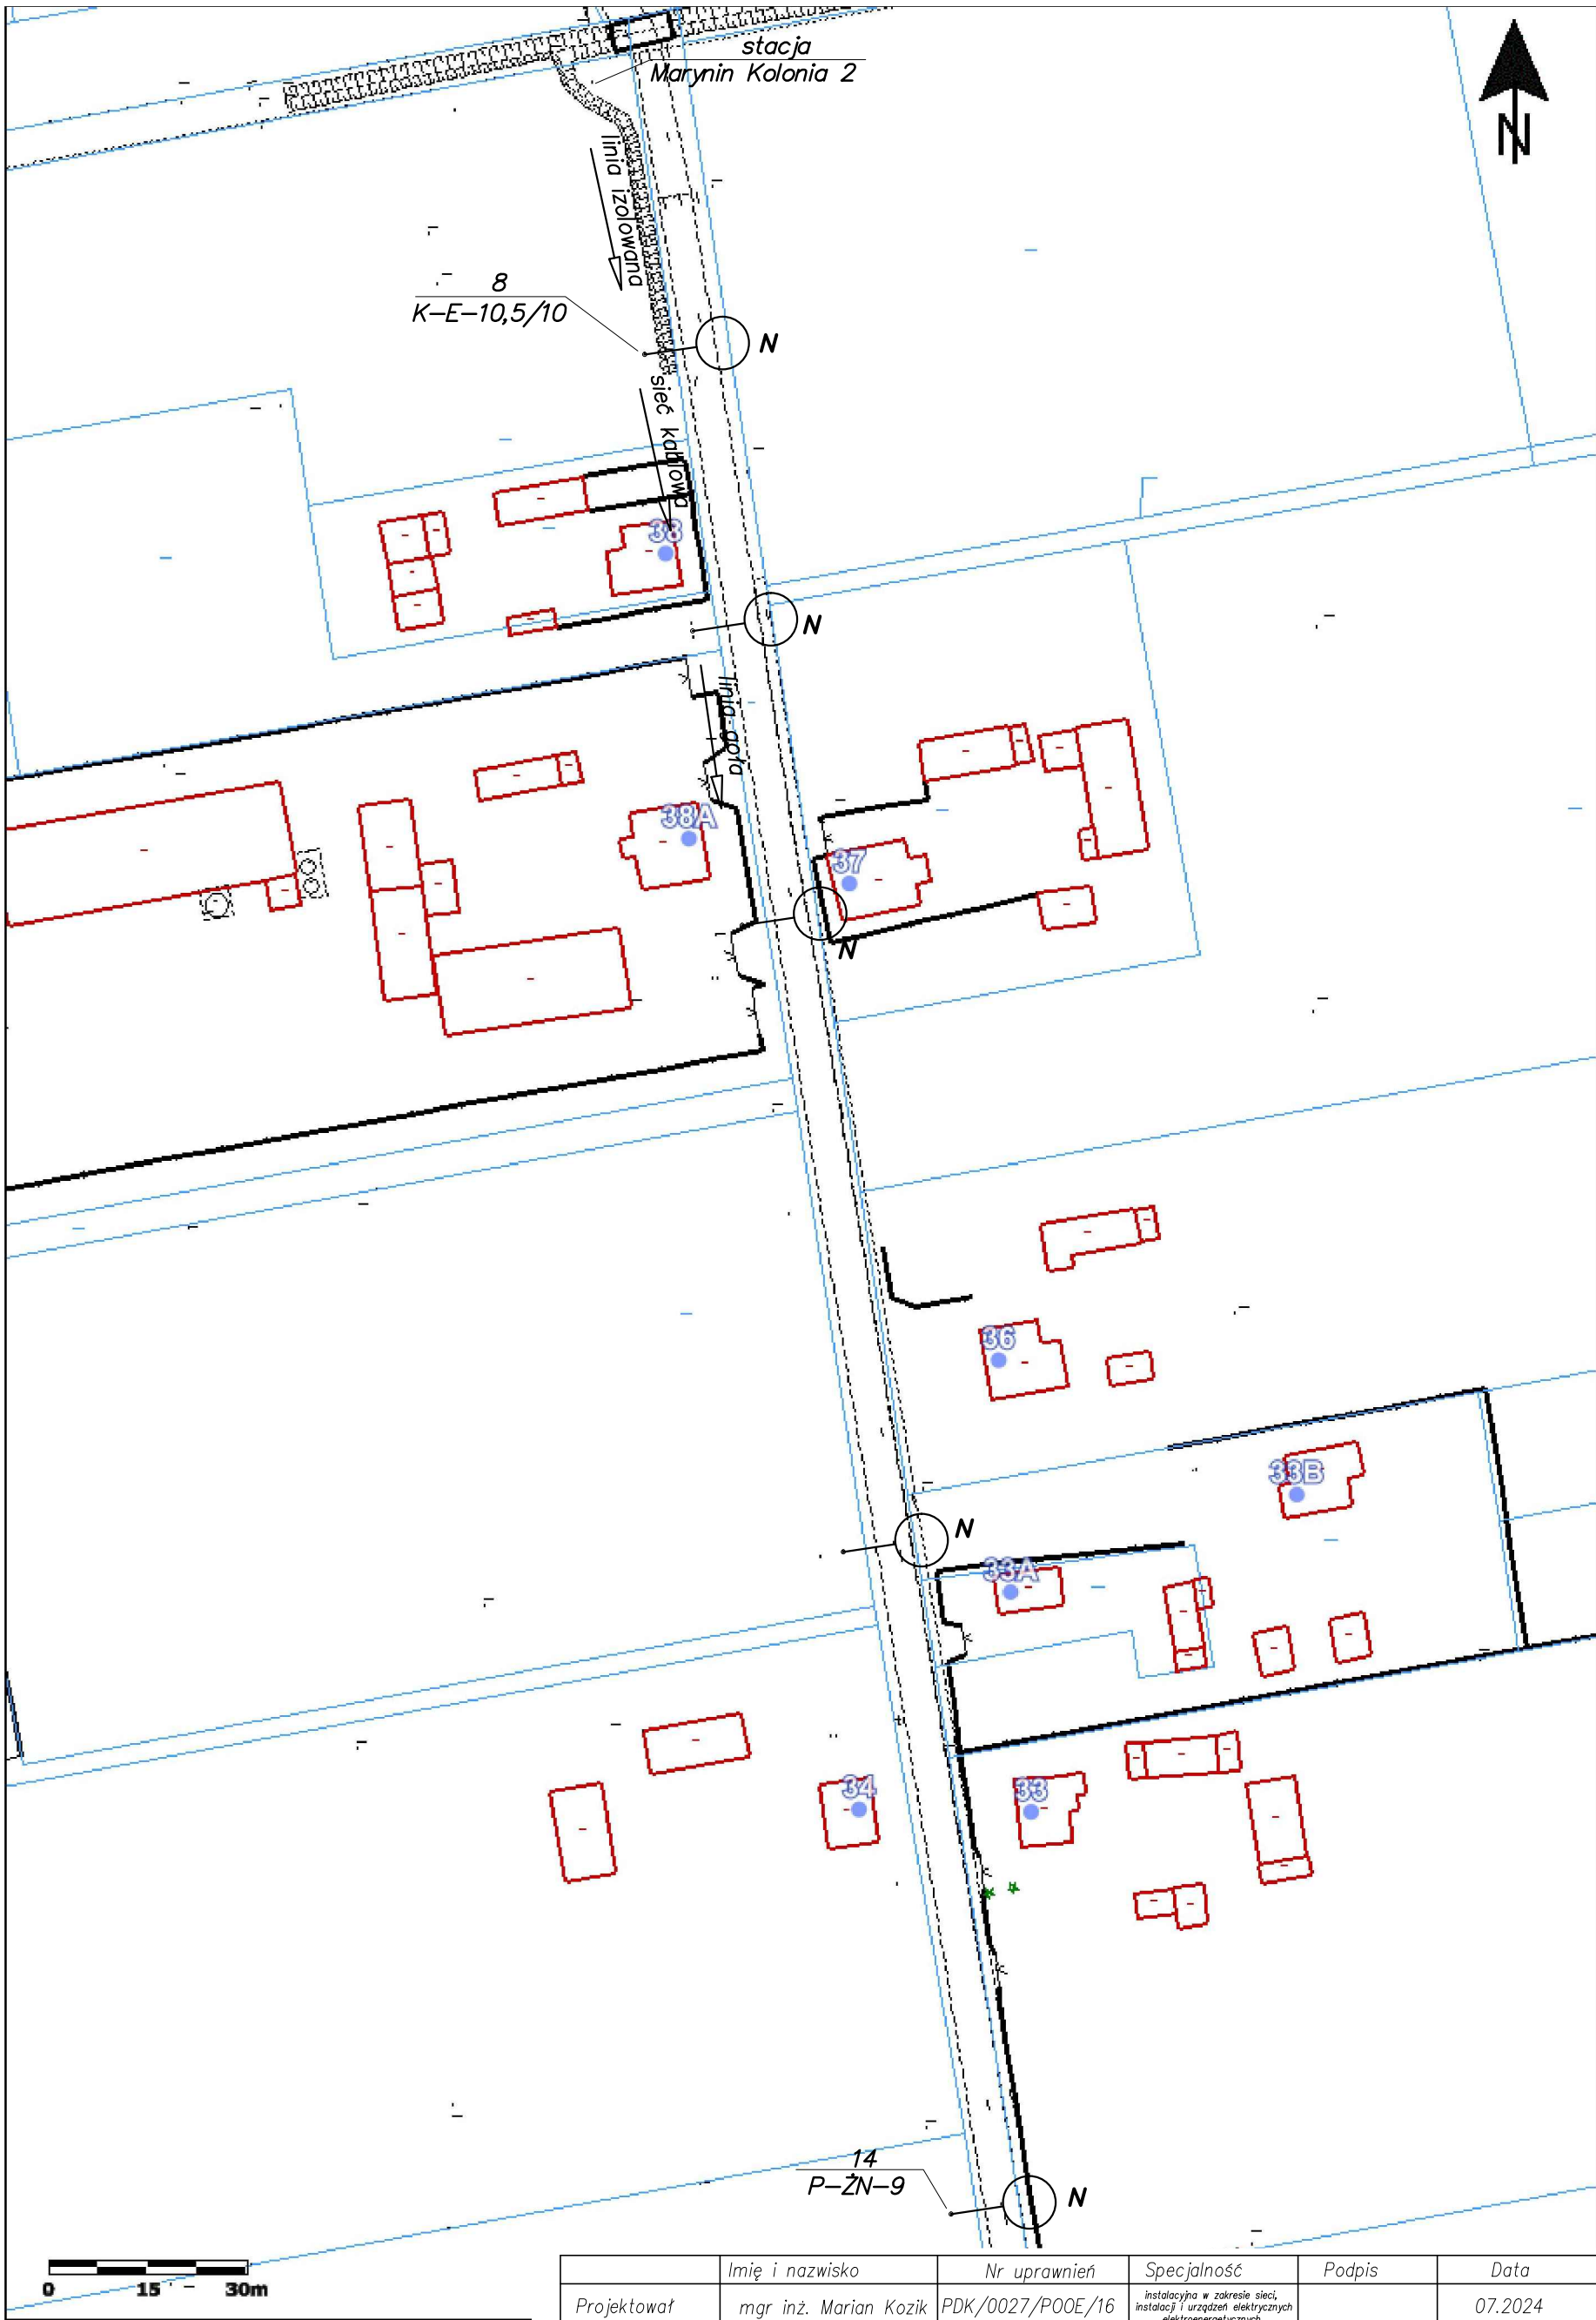 stacja
Marynin Kolonia 2
N
linia izolowana
8
K-E-10,5/10
N
sieć kablowa
38
N
linia goła
38A
37
N
36
33B
N
33A
34
33
14
P-ŻN-9
N
0 15 30m
Imię i nazwisko Nr uprawnień Specjalność Podpis Data
Projektował mgr inż. Marian Kozik PDK/0027/POOE/16 instalacyjna w zakresie sieci, 07.2024
instalacji i urządzeń elektrycznych
elektroenergetycznych